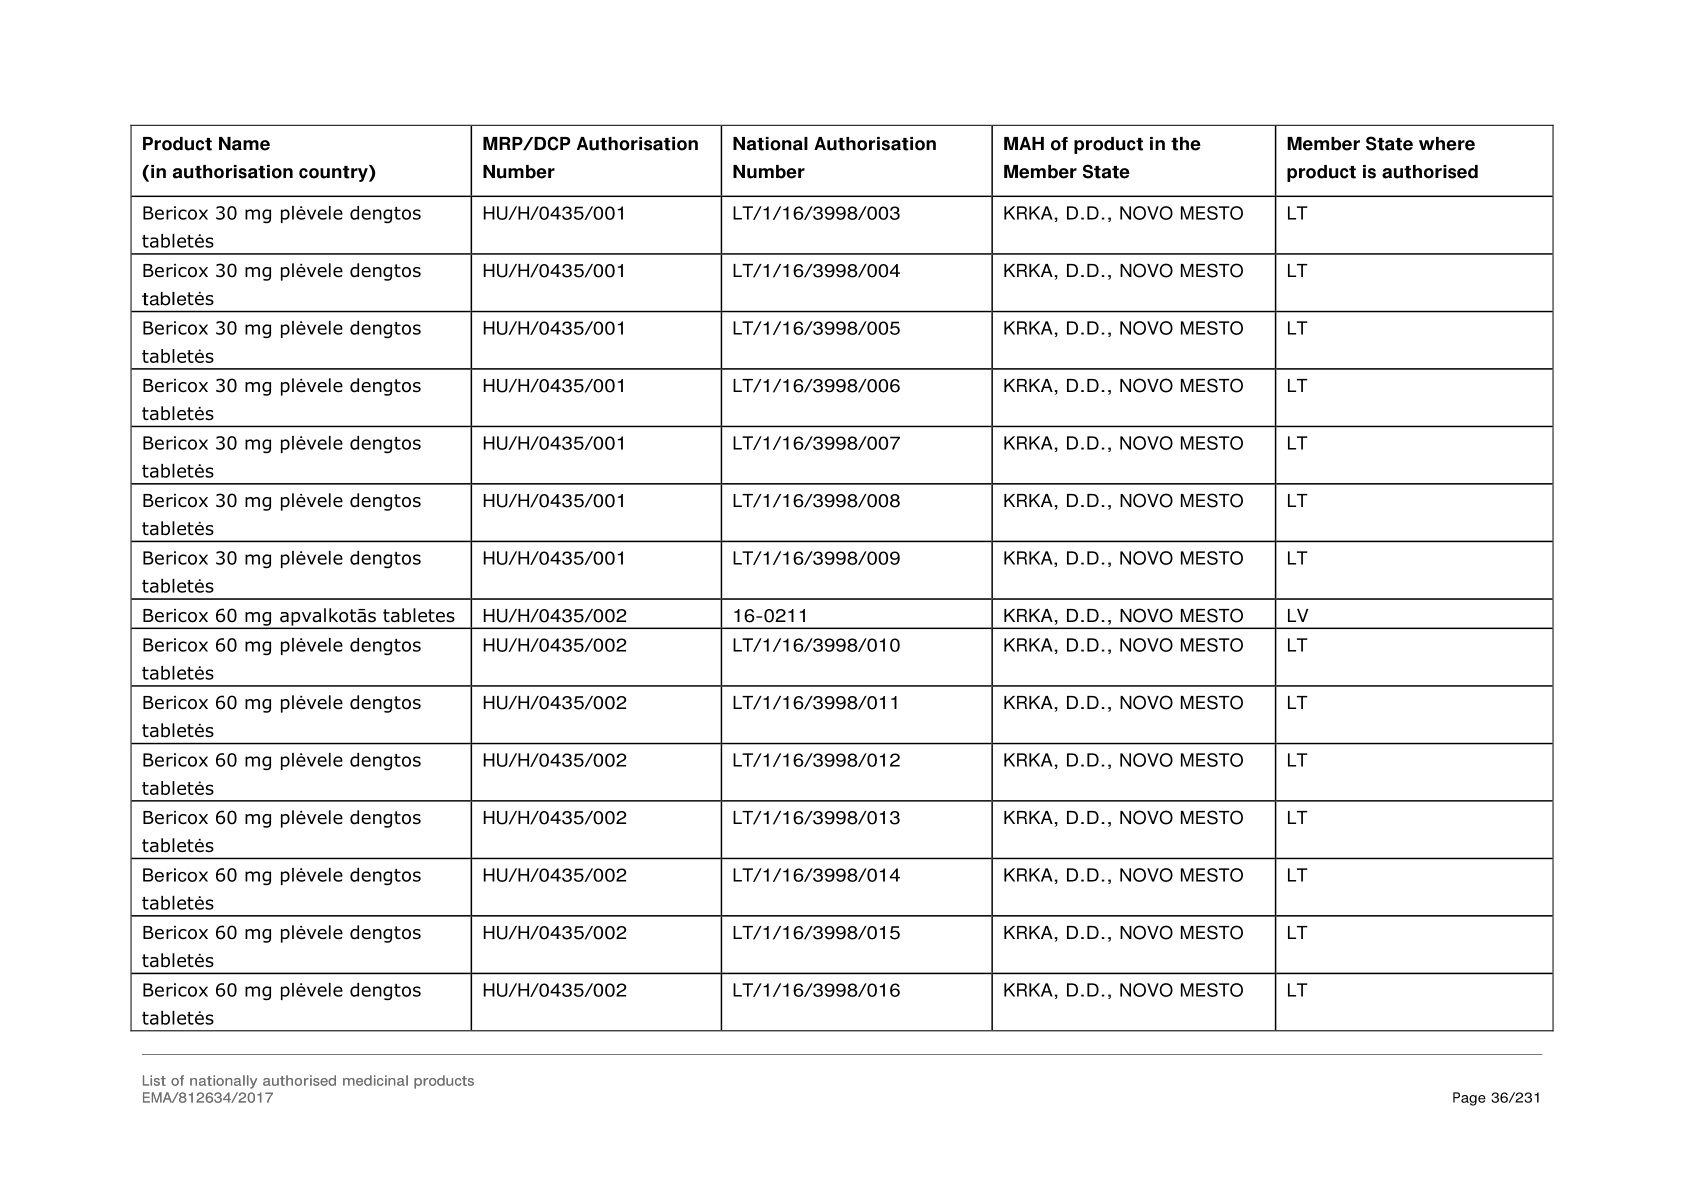 Product Name
(in authorisation country)
MRP/DCP Authorisation
Number
National Authorisation
Number
MAH of product in the
Member State
Member State where
product is authorised
Bericox 30 mg plėvele dengtos
tabletės
HU/H/0435/001
LT/1/16/3998/003
KRKA, D.D., NOVO MESTO
LT
Bericox 30 mg plėvele dengtos
tabletės
HU/H/0435/001
LT/1/16/3998/004
KRKA, D.D., NOVO MESTO
LT
Bericox 30 mg plėvele dengtos
tabletės
HU/H/0435/001
LT/1/16/3998/005
KRKA, D.D., NOVO MESTO
LT
Bericox 30 mg plėvele dengtos
tabletės
HU/H/0435/001
LT/1/16/3998/006
KRKA, D.D., NOVO MESTO
LT
Bericox 30 mg plėvele dengtos
tabletės
HU/H/0435/001
LT/1/16/3998/007
KRKA, D.D., NOVO MESTO
LT
Bericox 30 mg plėvele dengtos
tabletės
HU/H/0435/001
LT/1/16/3998/008
KRKA, D.D., NOVO MESTO
LT
Bericox 30 mg plėvele dengtos
tabletės
HU/H/0435/001
LT/1/16/3998/009
KRKA, D.D., NOVO MESTO
LT
Bericox 60 mg apvalkotās tabletes
HU/H/0435/002
16-0211
KRKA, D.D., NOVO MESTO
LV
Bericox 60 mg plėvele dengtos
tabletės
HU/H/0435/002
LT/1/16/3998/010
KRKA, D.D., NOVO MESTO
LT
Bericox 60 mg plėvele dengtos
tabletės
HU/H/0435/002
LT/1/16/3998/011
KRKA, D.D., NOVO MESTO
LT
Bericox 60 mg plėvele dengtos
tabletės
HU/H/0435/002
LT/1/16/3998/012
KRKA, D.D., NOVO MESTO
LT
Bericox 60 mg plėvele dengtos
tabletės
HU/H/0435/002
LT/1/16/3998/013
KRKA, D.D., NOVO MESTO
LT
Bericox 60 mg plėvele dengtos
tabletės
HU/H/0435/002
LT/1/16/3998/014
KRKA, D.D., NOVO MESTO
LT
Bericox 60 mg plėvele dengtos
tabletės
HU/H/0435/002
LT/1/16/3998/015
KRKA, D.D., NOVO MESTO
LT
Bericox 60 mg plėvele dengtos
tabletės
HU/H/0435/002
LT/1/16/3998/016
KRKA, D.D., NOVO MESTO
LT
List of nationally authorised medicinal products
EMA/812634/2017
Page 36/231